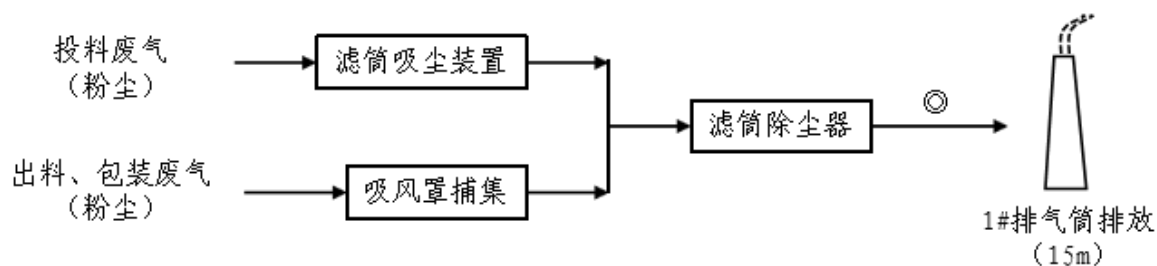 投料废气
（粉尘）
滤筒吸尘装置
出料、包装废气
（粉尘）
吸风罩捕集
滤筒除尘器
◎
1#排气筒排放
（15m）